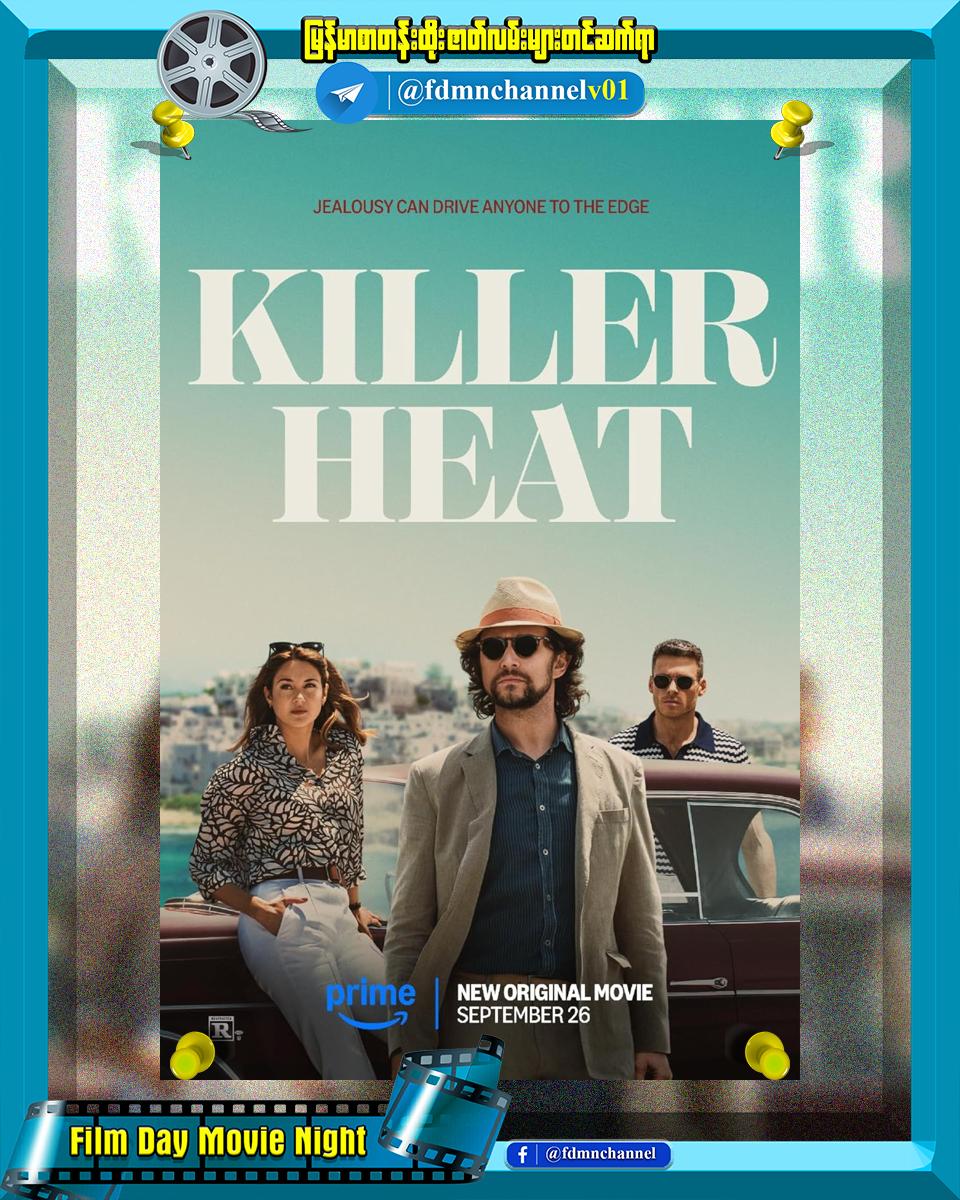 မြန်မာစာတန်းထိုးဇာတ်လမ်းများတင်ဆက်ရာ
@fdmnchannelv01
JEALOUSY CAN DRIVE ANYONE TO THE EDGE
KILLER
HEAT
prime
NEW ORIGINAL MOVIE
SEPTEMBER 26
R
Film Day Movie Night
f @fdmnchannel